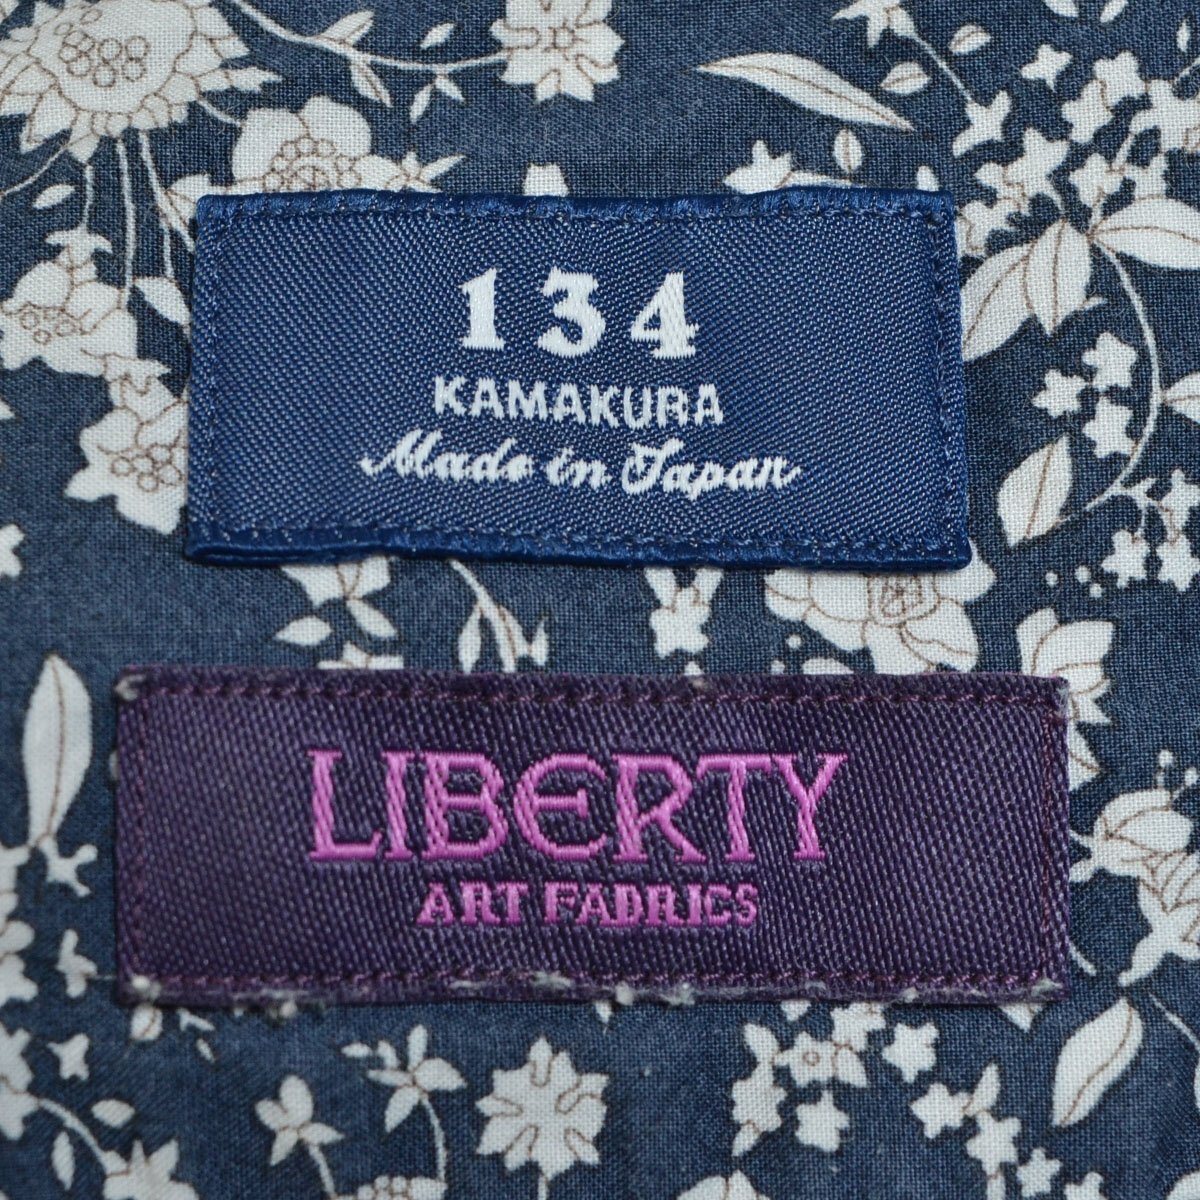 134
KAMAKURA
Made in Japan
LIBERTY
ART FABRICS